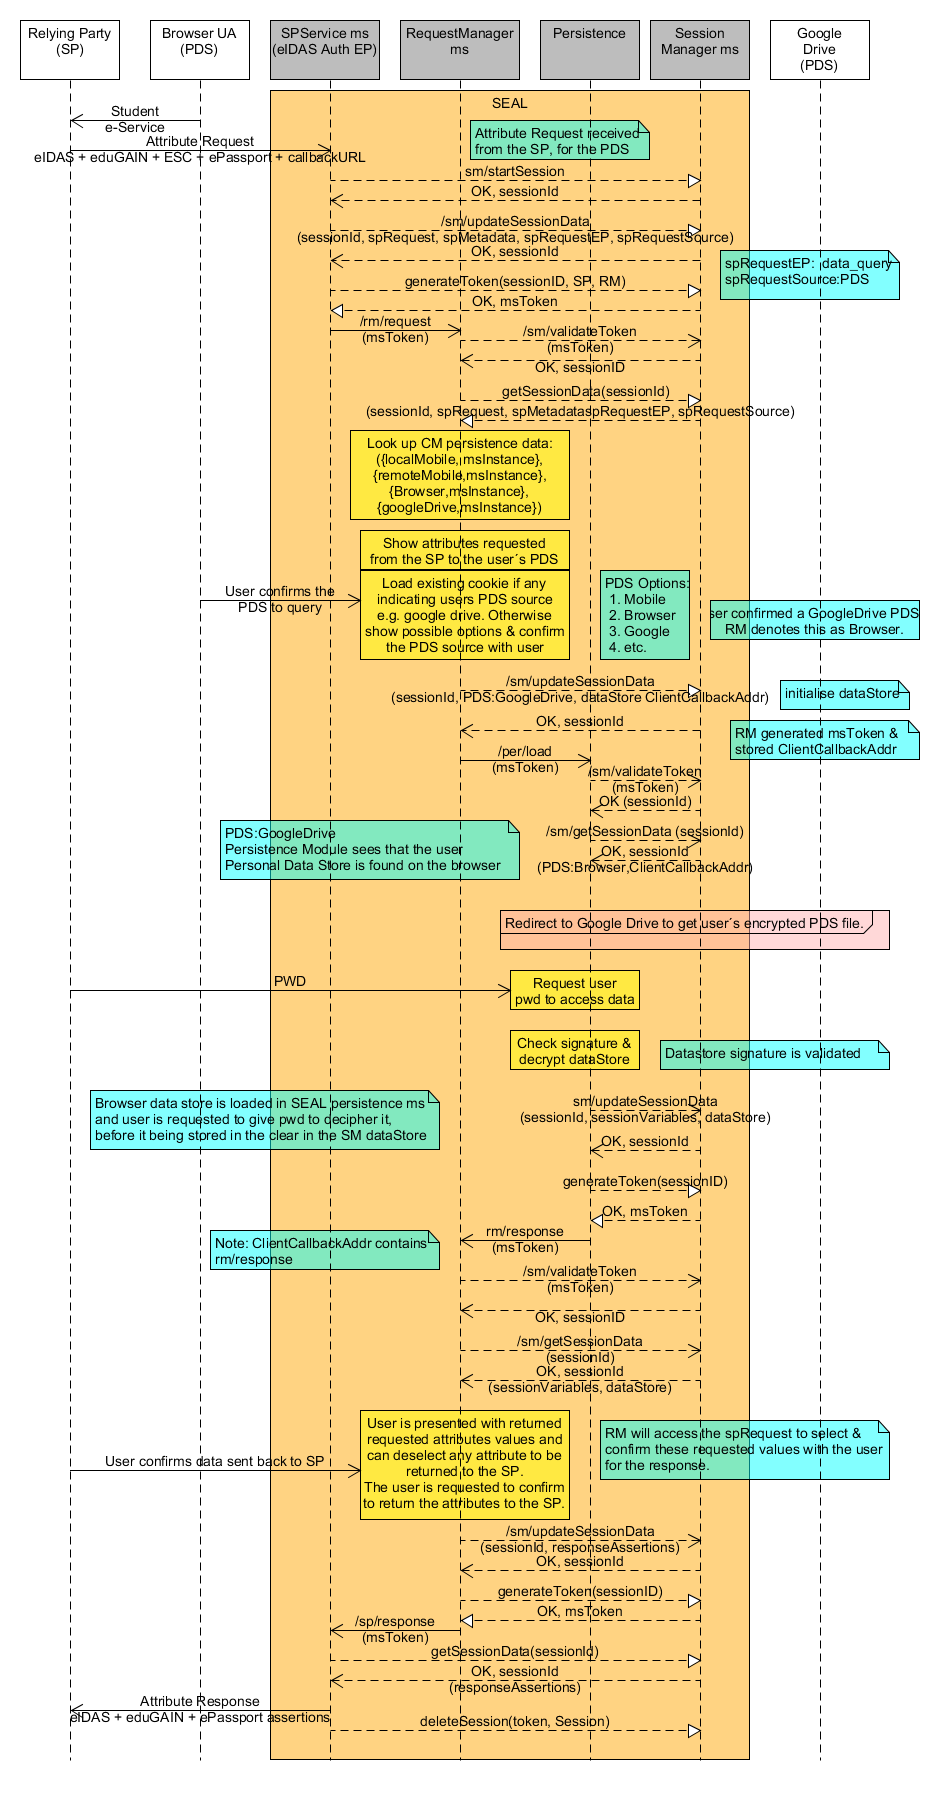 Relying Party
(SP)
Browser UA
(PDS)
SPService ms
(eIDAS Auth EP)
RequestManager
ms
Persistence
Session
Manager ms
Google
Drive
(PDS)
SEAL
Student
e-Service
Attribute Request received
from the SP, for the PDS
Attribute Request
eIDAS + eduGAIN + ESC + ePassport + callbackURL
sm/startSession
OK, sessionId
/sm/updateSessionData
(sessionId, spRequest, spMetadata, spRequestEP, spRequestSource)
OK, sessionId
spRequestEP: data_query
spRequestSource:PDS
generateToken(sessionID, SP, RM)
OK, msToken
/rm/request
(msToken)
/sm/validateToken
(msToken)
OK, sessionID
getSessionData(sessionId)
(sessionId, spRequest, spMetadataspRequestEP, spRequestSource)
Look up CM persistence data:
({localMobile, msInstance},
{remoteMobile,msInstance},
{Browser,msInstance},
{googleDrive,msInstance})
Show attributes requested
from the SP to the user´s PDS
User confirms the
PDS to query
Load existing cookie if any
indicating users PDS source
e.g. google drive. Otherwise
show possible options & confirm
the PDS source with user
PDS Options:
1. Mobile
2. Browser
3. Google
4. etc.
ser confirmed a GoogleDrive PDS
RM denotes this as Browser.
/sm/updateSessionData
(sessionId, PDS:GoogleDrive, dataStore ClientCallbackAddr)
initialise dataStore
OK, sessionId
RM generated msToken &
stored ClientCallbackAddr
/per/load
(msToken)
/sm/validateToken
(msToken)
OK (sessionId)
PDS:GoogleDrive
Persistence Module sees that the user
Personal Data Store is found on the browser
/sm/getSessionData (sessionId)
OK, sessionId
(PDS:Browser,ClientCallbackAddr)
Redirect to Google Drive to get user´s encrypted PDS file.
PWD
Request user
pwd to access data
Check signature &
decrypt dataStore
Datastore signature is validated
Browser data store is loaded in SEAL persistence ms
and user is requested to give pwd to decipher it,
before it being stored in the clear in the SM dataStore
sm/updateSessionData
(sessionId, sessionVariables, dataStore)
OK, sessionId
generateToken(sessionID)
OK, msToken
Note: ClientCallbackAddr contains
rm/response
rm/response
(msToken)
/sm/validateToken
(msToken)
OK, sessionID
/sm/getSessionData
(sessionId)
OK, sessionId
(sessionVariables, dataStore)
User confirms data sent back to SP
User is presented with returned
requested attributes values and
can deselect any attribute to be
returned to the SP.
The user is requested to confirm
to return the attributes to the SP.
RM will access the spRequest to select &
confirm these requested values with the user
for the response.
/sm/updateSessionData
(sessionId, responseAssertions)
OK, sessionId
generateToken(sessionID)
OK, msToken
/sp/response
(msToken)
getSessionData(sessionId)
OK, sessionId
(responseAssertions)
Attribute Response
eIDAS + eduGAIN + ePassport assertions
deleteSession(token, Session)